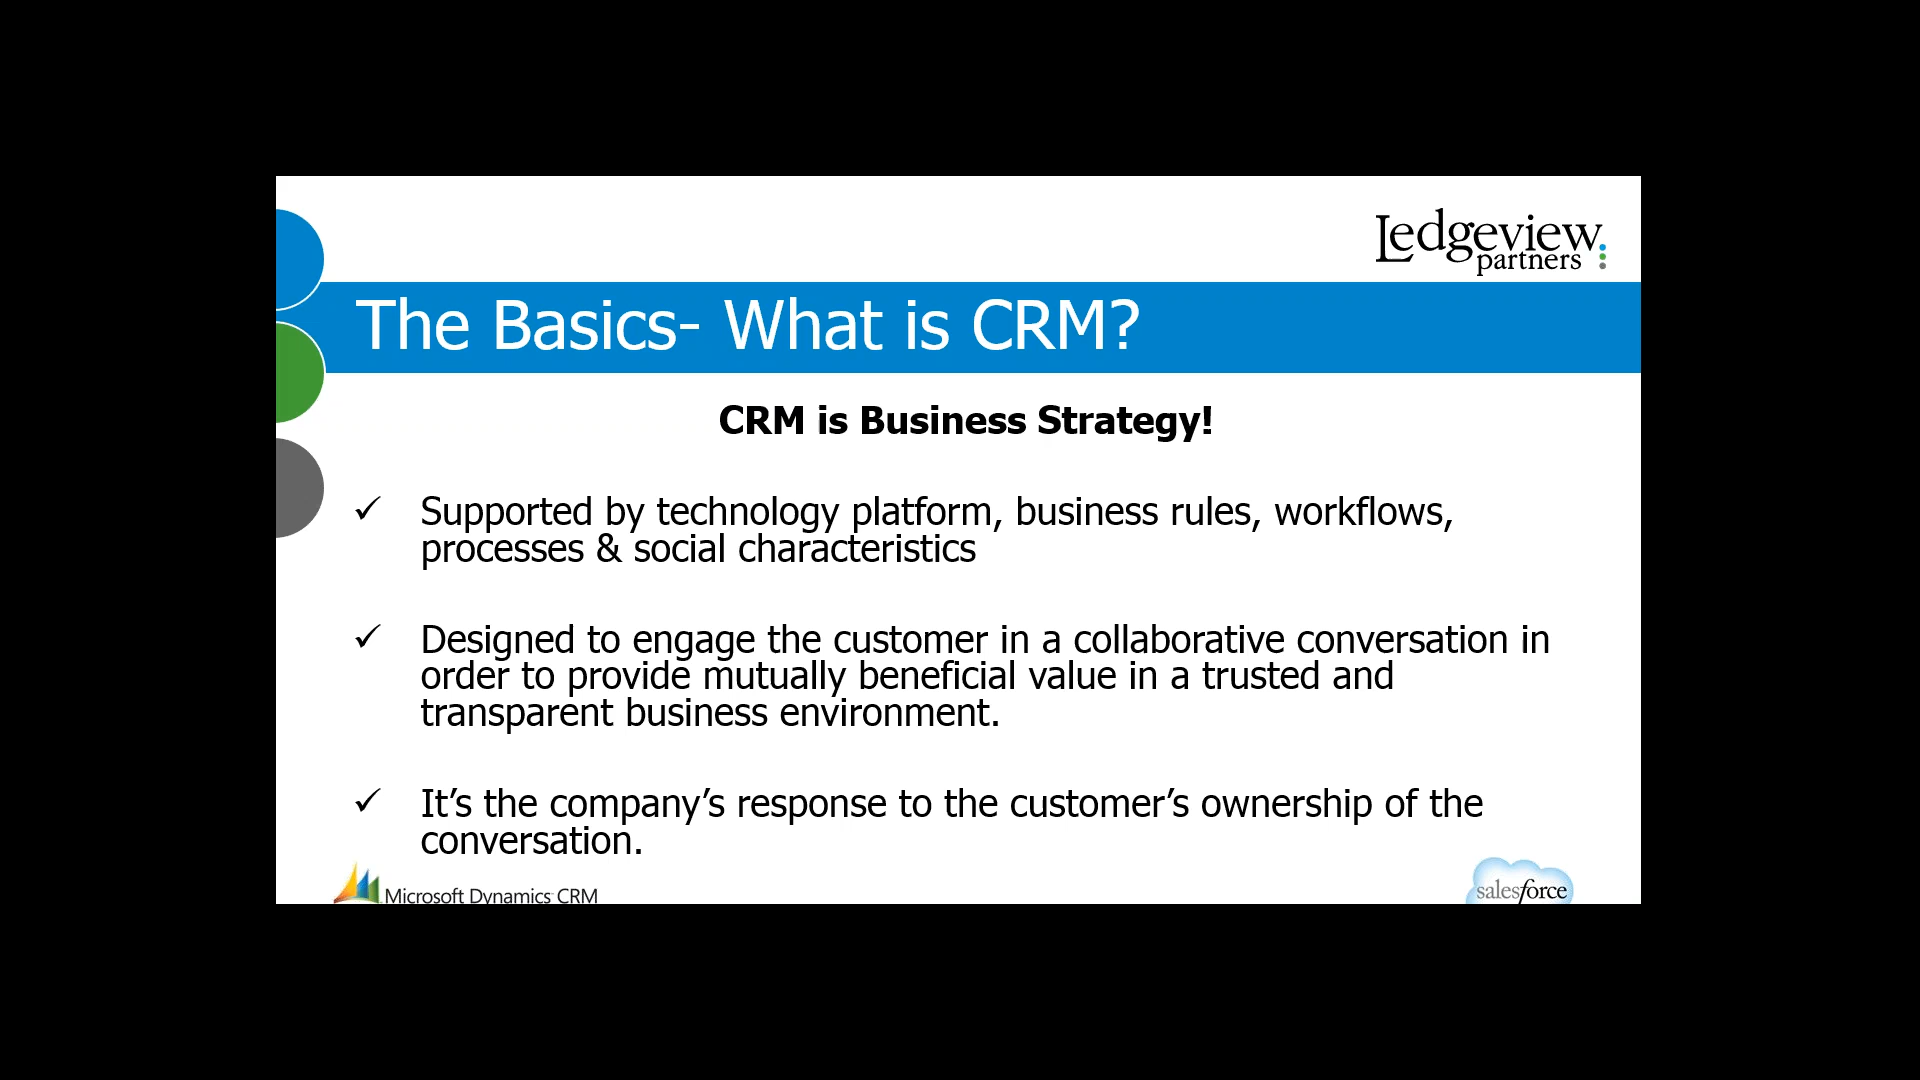 Ledgeview
partners
The Basics- What is CRM?
CRM is Business Strategy!
✓ Supported by technology platform, business rules, workflows,
processes & social characteristics
✓ Designed to engage the customer in a collaborative conversation in
order to provide mutually beneficial value in a trusted and
transparent business environment.
✓ It’s the company’s response to the customer’s ownership of the
conversation.
Microsoft Dynamics CRM
salesforce